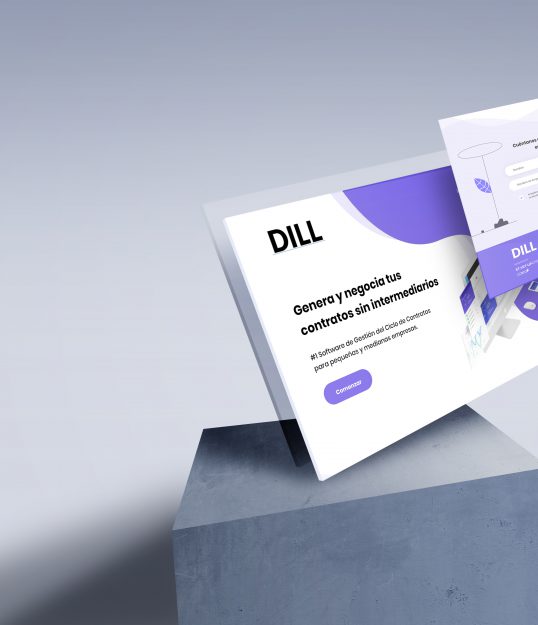 DILL
Genera y negocia tus
contratos sin intermediarios
#1 Software de Gestión del Ciclo de Contratos
para pequeñas y medianas empresas.
Comenzar
Cuéntanos
DILL